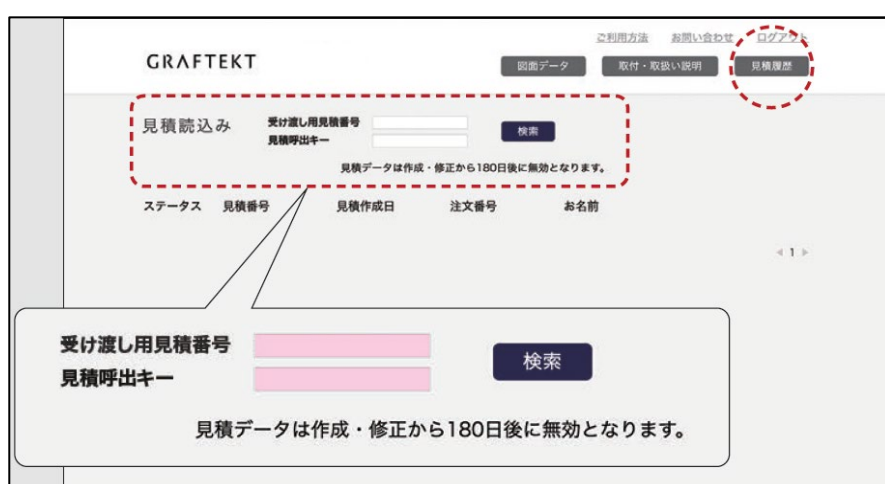 ご利用方法 お問い合わせ ログアウト
GRAFTEKT 図面データ 取付・取扱い説明 見積履歴
見積読込み 受け渡し用見積番号
見積呼出キー 検索
見積データは作成・修正から180日後に無効となります。
ステータス 見積番号 見積作成日 注文番号 お名前
1
受け渡し用見積番号
見積呼出キー 検索
見積データは作成・修正から180日後に無効となります。